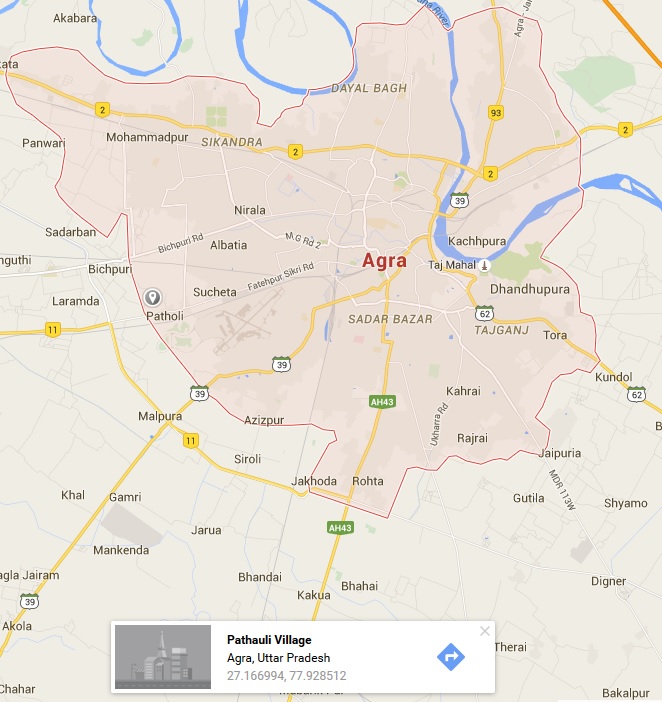 Akabara
una River
Agra - Ja
ata
DAYAL BAGH
2
93
Mohammadpur
2
Panwari
SIKANDRA
2
2
39
Nirala
M G Rd 2
Sadarban
Bichpuri Rd
Albatia
Kachhpura
nguthi
Bichpuri
Agra
Taj Mahal
Fatehpur Sikri Rd
Laramda
Sucheta
Dhandhupura
Patholi
SADAR BAZAR
62
11
TAJGANJ
Tora
39
Kundol
39
Kahrai
62
AH43
Malpura
Azizpur
Ukharra Rd
B
11
Rajrai
Siroli
Jaipuria
Jakhoda
Rohta
MDR 113W
Khal
Gamri
Gutila
Shyamo
Jarua
AH43
Mankenda
agla Jairam
Bhandai
Bhahai
Digner
39
Kakua
Akola
Pathauli Village
Agra, Uttar Pradesh
27.166994, 77.928512
Therai
Chahar
Bakalpur